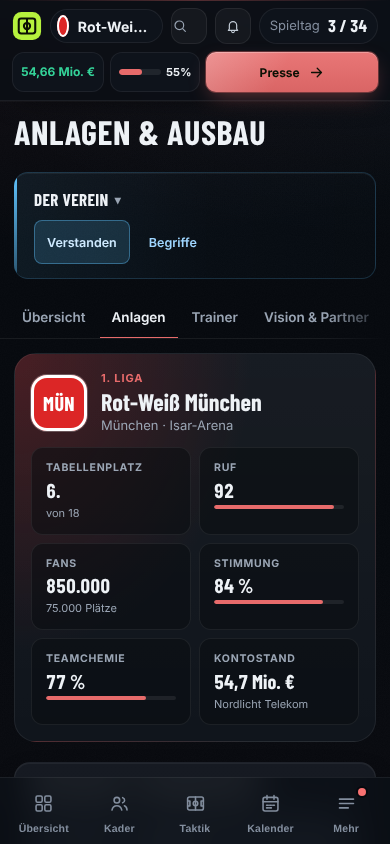 Rot-Wei...
Spieltag 3 / 34
54,66 Mio. €
55%
Presse →
ANLAGEN & AUSBAU
DER VEREIN ▾
Verstanden
Begriffe
Übersicht
Anlagen
Trainer
Vision & Partner
MÜN
1. LIGA
Rot-Weiß München
München · Isar-Arena
TABELLENPLATZ
6.
von 18
RUF
92
FANS
850.000
75.000 Plätze
STIMMUNG
84 %
TEAMCHEMIE
77 %
KONTOSTAND
54,7 Mio. €
Nordlicht Telekom
Übersicht
Kader
Taktik
Kalender
Mehr